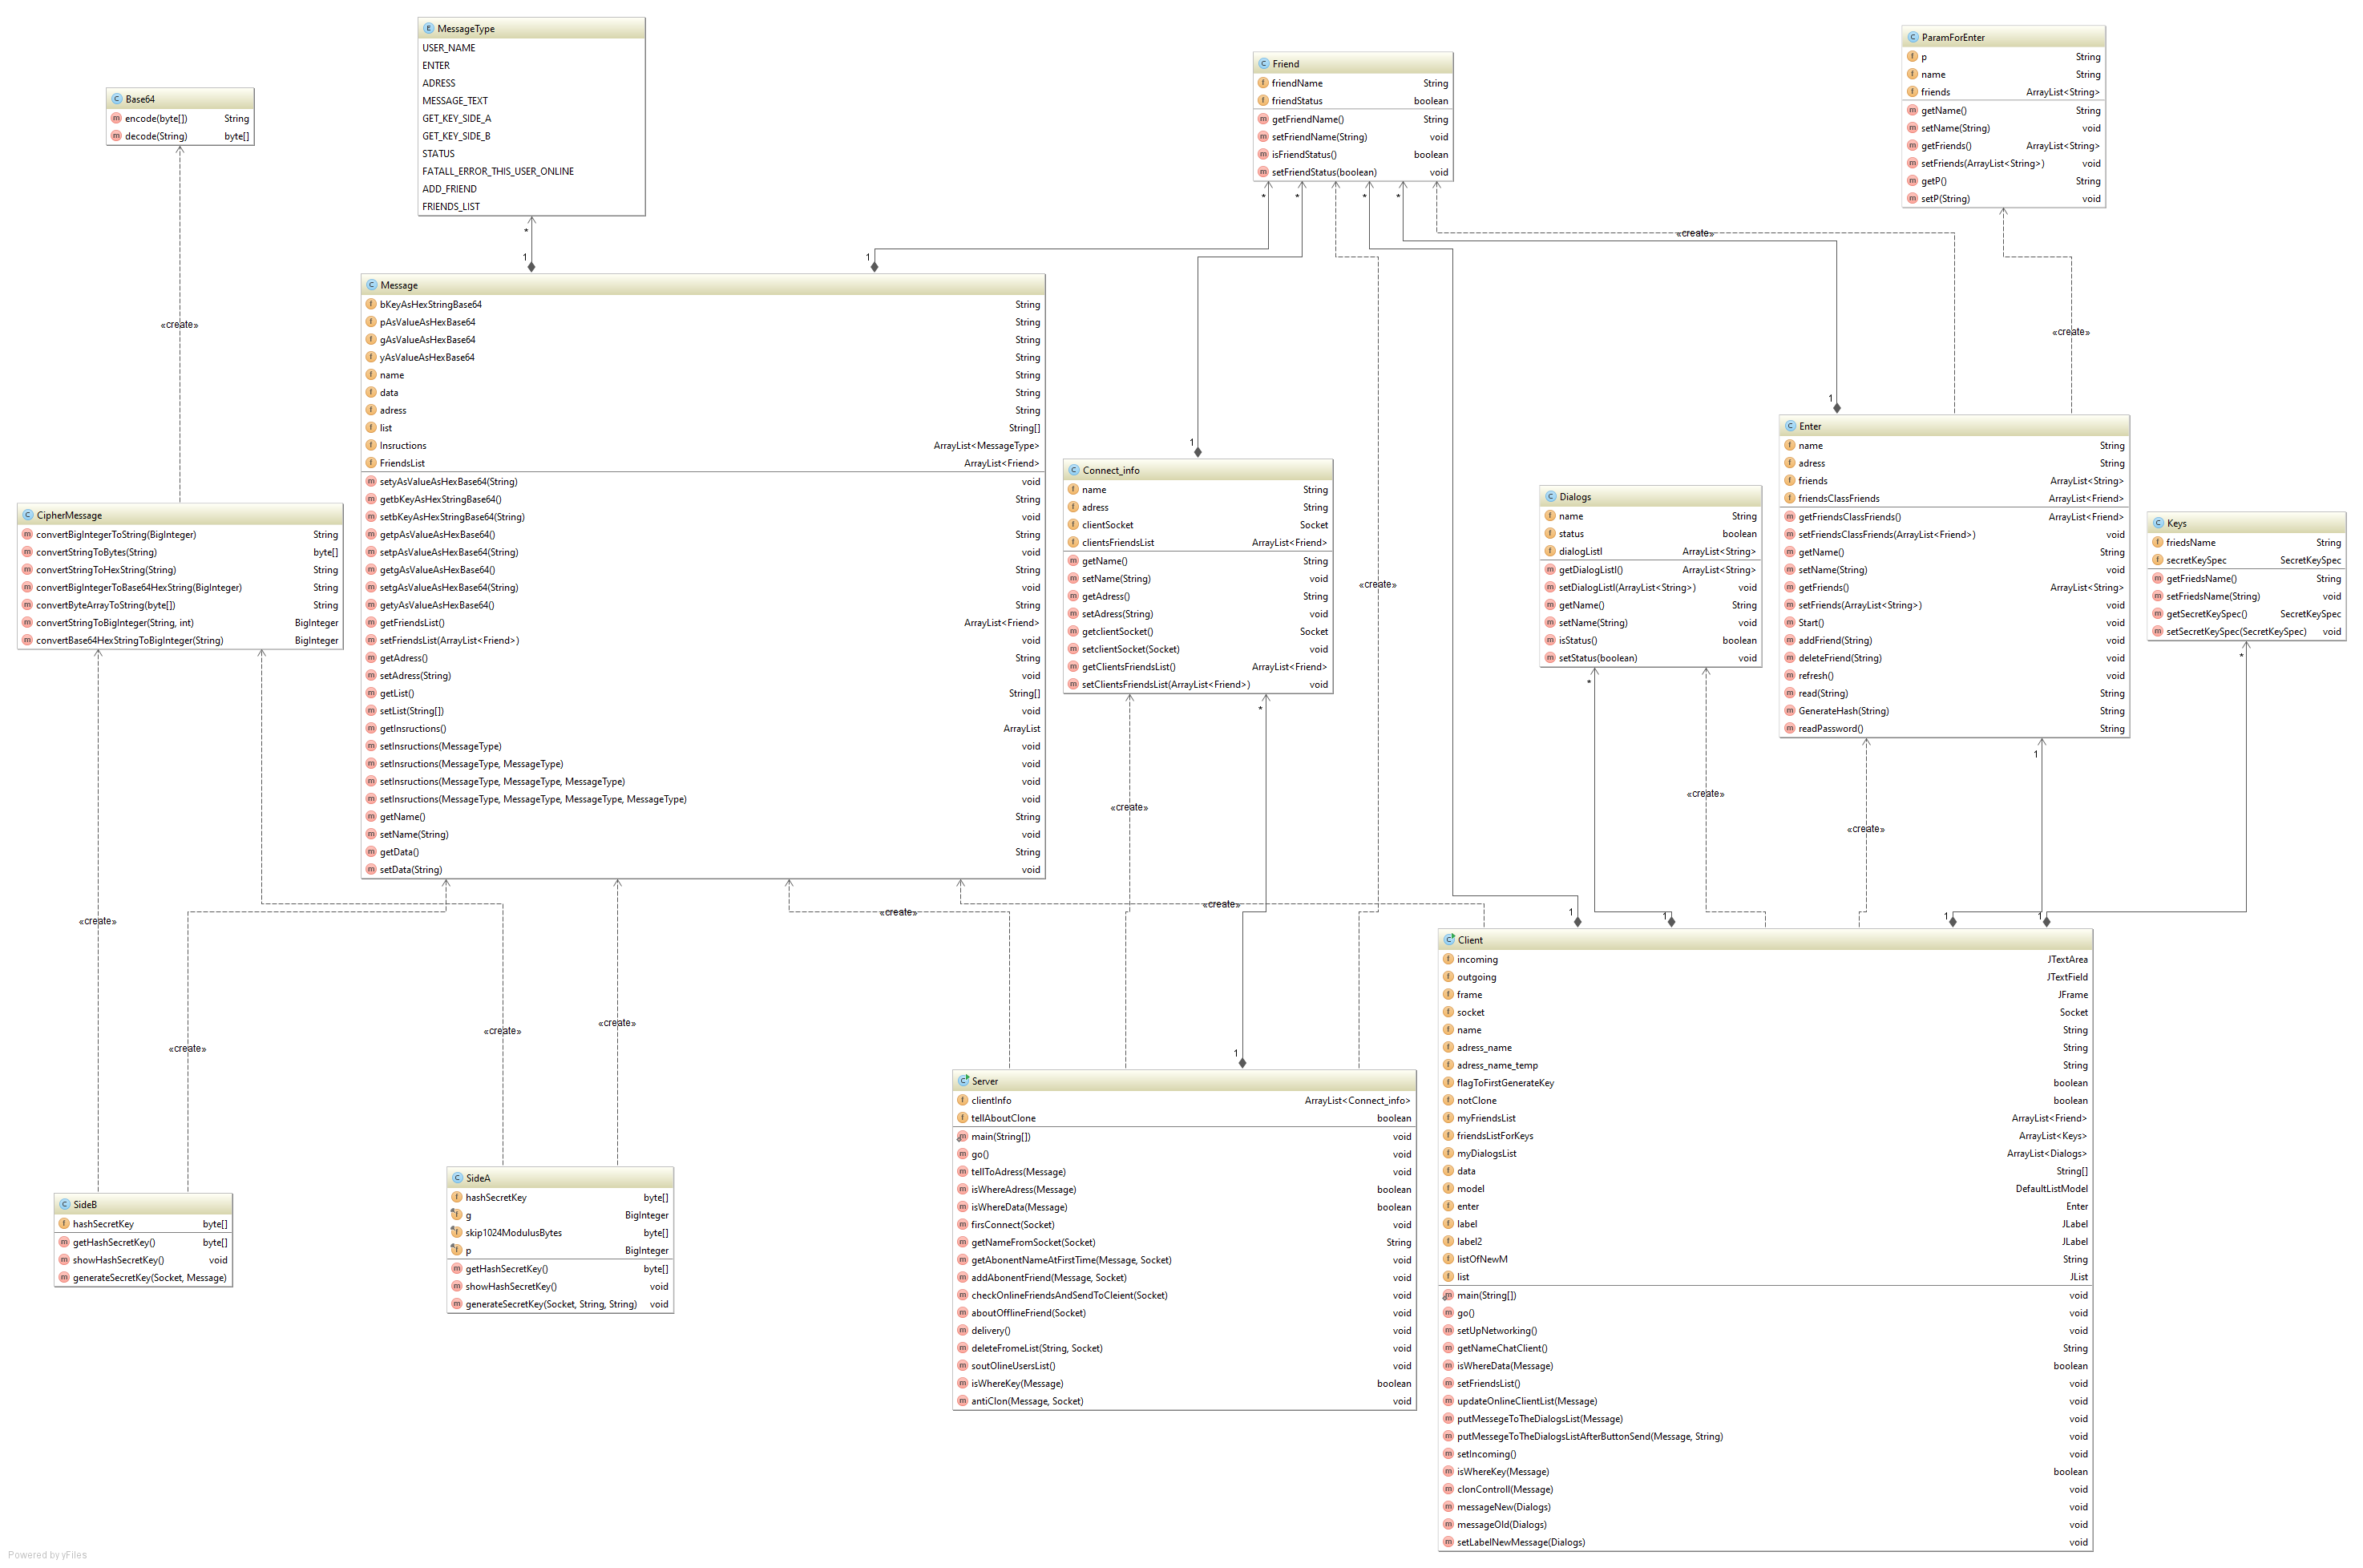 MessageType
USER_NAME
ENTER
ADRESS
MESSAGE_TEXT
GET_KEY_SIDE_A
GET_KEY_SIDE_B
STATUS
FATALL_ERROR_THIS_USER_ONLINE
ADD_FRIEND
FRIENDS_LIST
Friend
friendName String
friendStatus boolean
getFriendName() String
setFriendName(String) void
isFriendStatus() boolean
setFriendStatus(boolean) void
ParamForEnter
p String
name String
friends ArrayList<String>
getName() String
setName(String) void
getFriends() ArrayList<String>
setFriends(ArrayList<String>) void
getP() String
setP(String) void
Base64
encode(byte[]) String
decode(String) byte[]
* * * * *
1 1
«create»
«create»
«create»
1
1
Message
bKeyAsHexStringBase64 String
pAsValueAsHexBase64 String
gAsValueAsHexBase64 String
yAsValueAsHexBase64 String
name String
data String
adress String
list String[]
Insructions ArrayList<MessageType>
FriendsList ArrayList<Friend>
setyAsValueAsHexBase64(String) void
getbKeyAsHexStringBase64() String
setbKeyAsHexStringBase64(String) void
getpAsValueAsHexBase64() String
setpAsValueAsHexBase64(String) void
getgAsValueAsHexBase64() String
setgAsValueAsHexBase64(String) void
getyAsValueAsHexBase64() String
getFriendsList() ArrayList<Friend>
setFriendsList(ArrayList<Friend>) void
getAdress() String
setAdress(String) void
getList() String[]
setList(String[]) void
getInsructions() ArrayList
setInsructions(MessageType) void
setInsructions(MessageType, MessageType) void
setInsructions(MessageType, MessageType, MessageType) void
setInsructions(MessageType, MessageType, MessageType, MessageType) void
getName() String
setName(String) void
getData() String
setData(String) void
Connect_info
name String
adress String
clientSocket Socket
clientsFriendsList ArrayList<Friend>
getName() String
setName(String) void
getAdress() String
setAdress(String) void
getclientSocket() Socket
setclientSocket(Socket) void
getClientsFriendsList() ArrayList<Friend>
setClientsFriendsList(ArrayList<Friend>) void
Enter
name String
adress String
friends ArrayList<String>
friendsClassFriends ArrayList<Friend>
getFriendsClassFriends() ArrayList<Friend>
setFriendsClassFriends(ArrayList<Friend>) void
getName() String
setName(String) void
getFriends() ArrayList<String>
setFriends(ArrayList<String>) void
Start() void
addFriend(String) void
deleteFriend(String) void
refresh() void
read(String) String
GenerateHash(String) String
readPassword() String
Dialogs
name String
status boolean
dialogListl ArrayList<String>
getDialogListl() ArrayList<String>
setDialogListl(ArrayList<String>) void
getName() String
setName(String) void
isStatus() boolean
setStatus(boolean) void
Keys
friedsName String
secretKeySpec SecretKeySpec
getFriedsName() String
setFriedsName(String) void
getSecretKeySpec() SecretKeySpec
setSecretKeySpec(SecretKeySpec) void
CipherMessage
convertBigIntegerToString(BigInteger) String
convertStringToBytes(String) byte[]
convertStringToHex(String) String
convertBigIntegerToBase64HexString(BigInteger) String
convertByteArrayToString(byte[]) String
convertStringToBigInteger(String, int) BigInteger
convertBase64HexStringToBigInteger(String) BigInteger
«create»
* * 1 *
«create»
«create»
«create»
«create»
«create»
«create»
«create»
«create»
«create»
1 1 1 1
1
Client
incoming JTextArea
outgoing JTextField
frame JFrame
socket Socket
name String
adress_name String
adress_name_temp String
flagToFirstGenerateKey boolean
notClone boolean
myFriendsList ArrayList<Friend>
friendsListForKeys ArrayList<Keys>
myDialogsList ArrayList<Dialogs>
data String[]
model DefaultListModel
enter Enter
label JLabel
label2 JLabel
listOfNewM String
list JList
main(String[]) void
go() void
setUpNetworking() void
getNameChatClient() String
isWhereData(Message) boolean
setFriendsList() void
updateOnlineClientList(Message) void
putMessegeToTheDialogsList(Message) void
putMessegeToTheDialogsListAfterButtonSend(Message, String) void
setIncoming() void
isWhereKey(Message) boolean
clonControll(Message) void
messageNew(Dialogs) void
messageOld(Dialogs) void
setLabelNewMessage(Dialogs) void
Server
clientInfo ArrayList<Connect_info>
tellAboutClone boolean
main(String[]) void
go() void
tellToAdress(Message) void
isWhereAdress(Message) boolean
isWhereData(Message) boolean
firsConnect(Socket) void
getNameFromSocket(Socket) String
getAbonentNameAtFirstTime(Message, Socket) void
addAbonentFriend(Message, Socket) void
checkOnlineFriendsAndSendToCleient(Socket) void
aboutOfflineFriend(Socket) void
delivery() void
deleteFromeList(String, Socket) void
soutOlineUsersList() void
isWhereKey(Message) boolean
antiClon(Message, Socket) void
SideA
hashSecretKey byte[]
g BigInteger
skip1024ModulusBytes byte[]
p BigInteger
getHashSecretKey() byte[]
showHashSecretKey() void
generateSecretKey(Socket, String, String) void
SideB
hashSecretKey byte[]
getHashSecretKey() byte[]
showHashSecretKey() void
generateSecretKey(Socket, Message)
Powered by yFiles